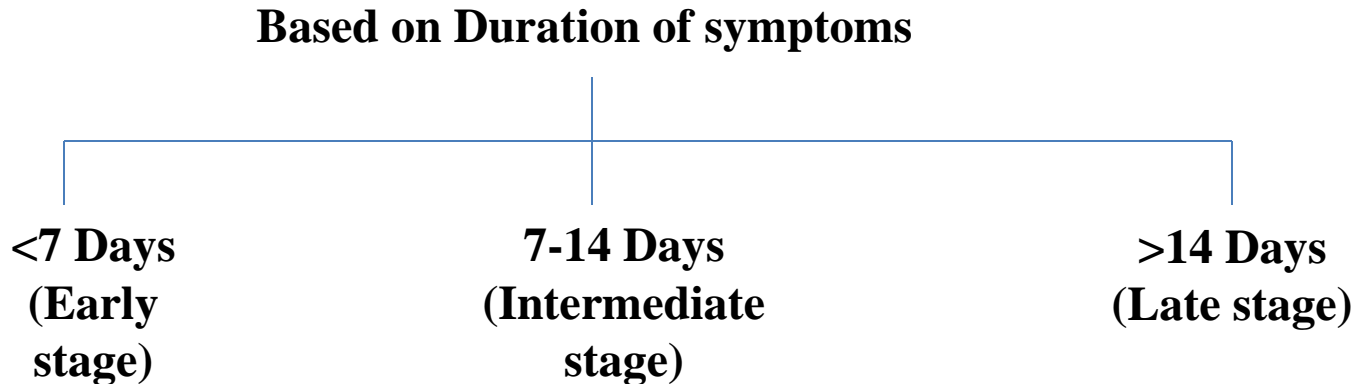 Based on Duration of symptoms
<7 Days
(Early
stage)
7-14 Days
(Intermediate
stage)
>14 Days
(Late stage)